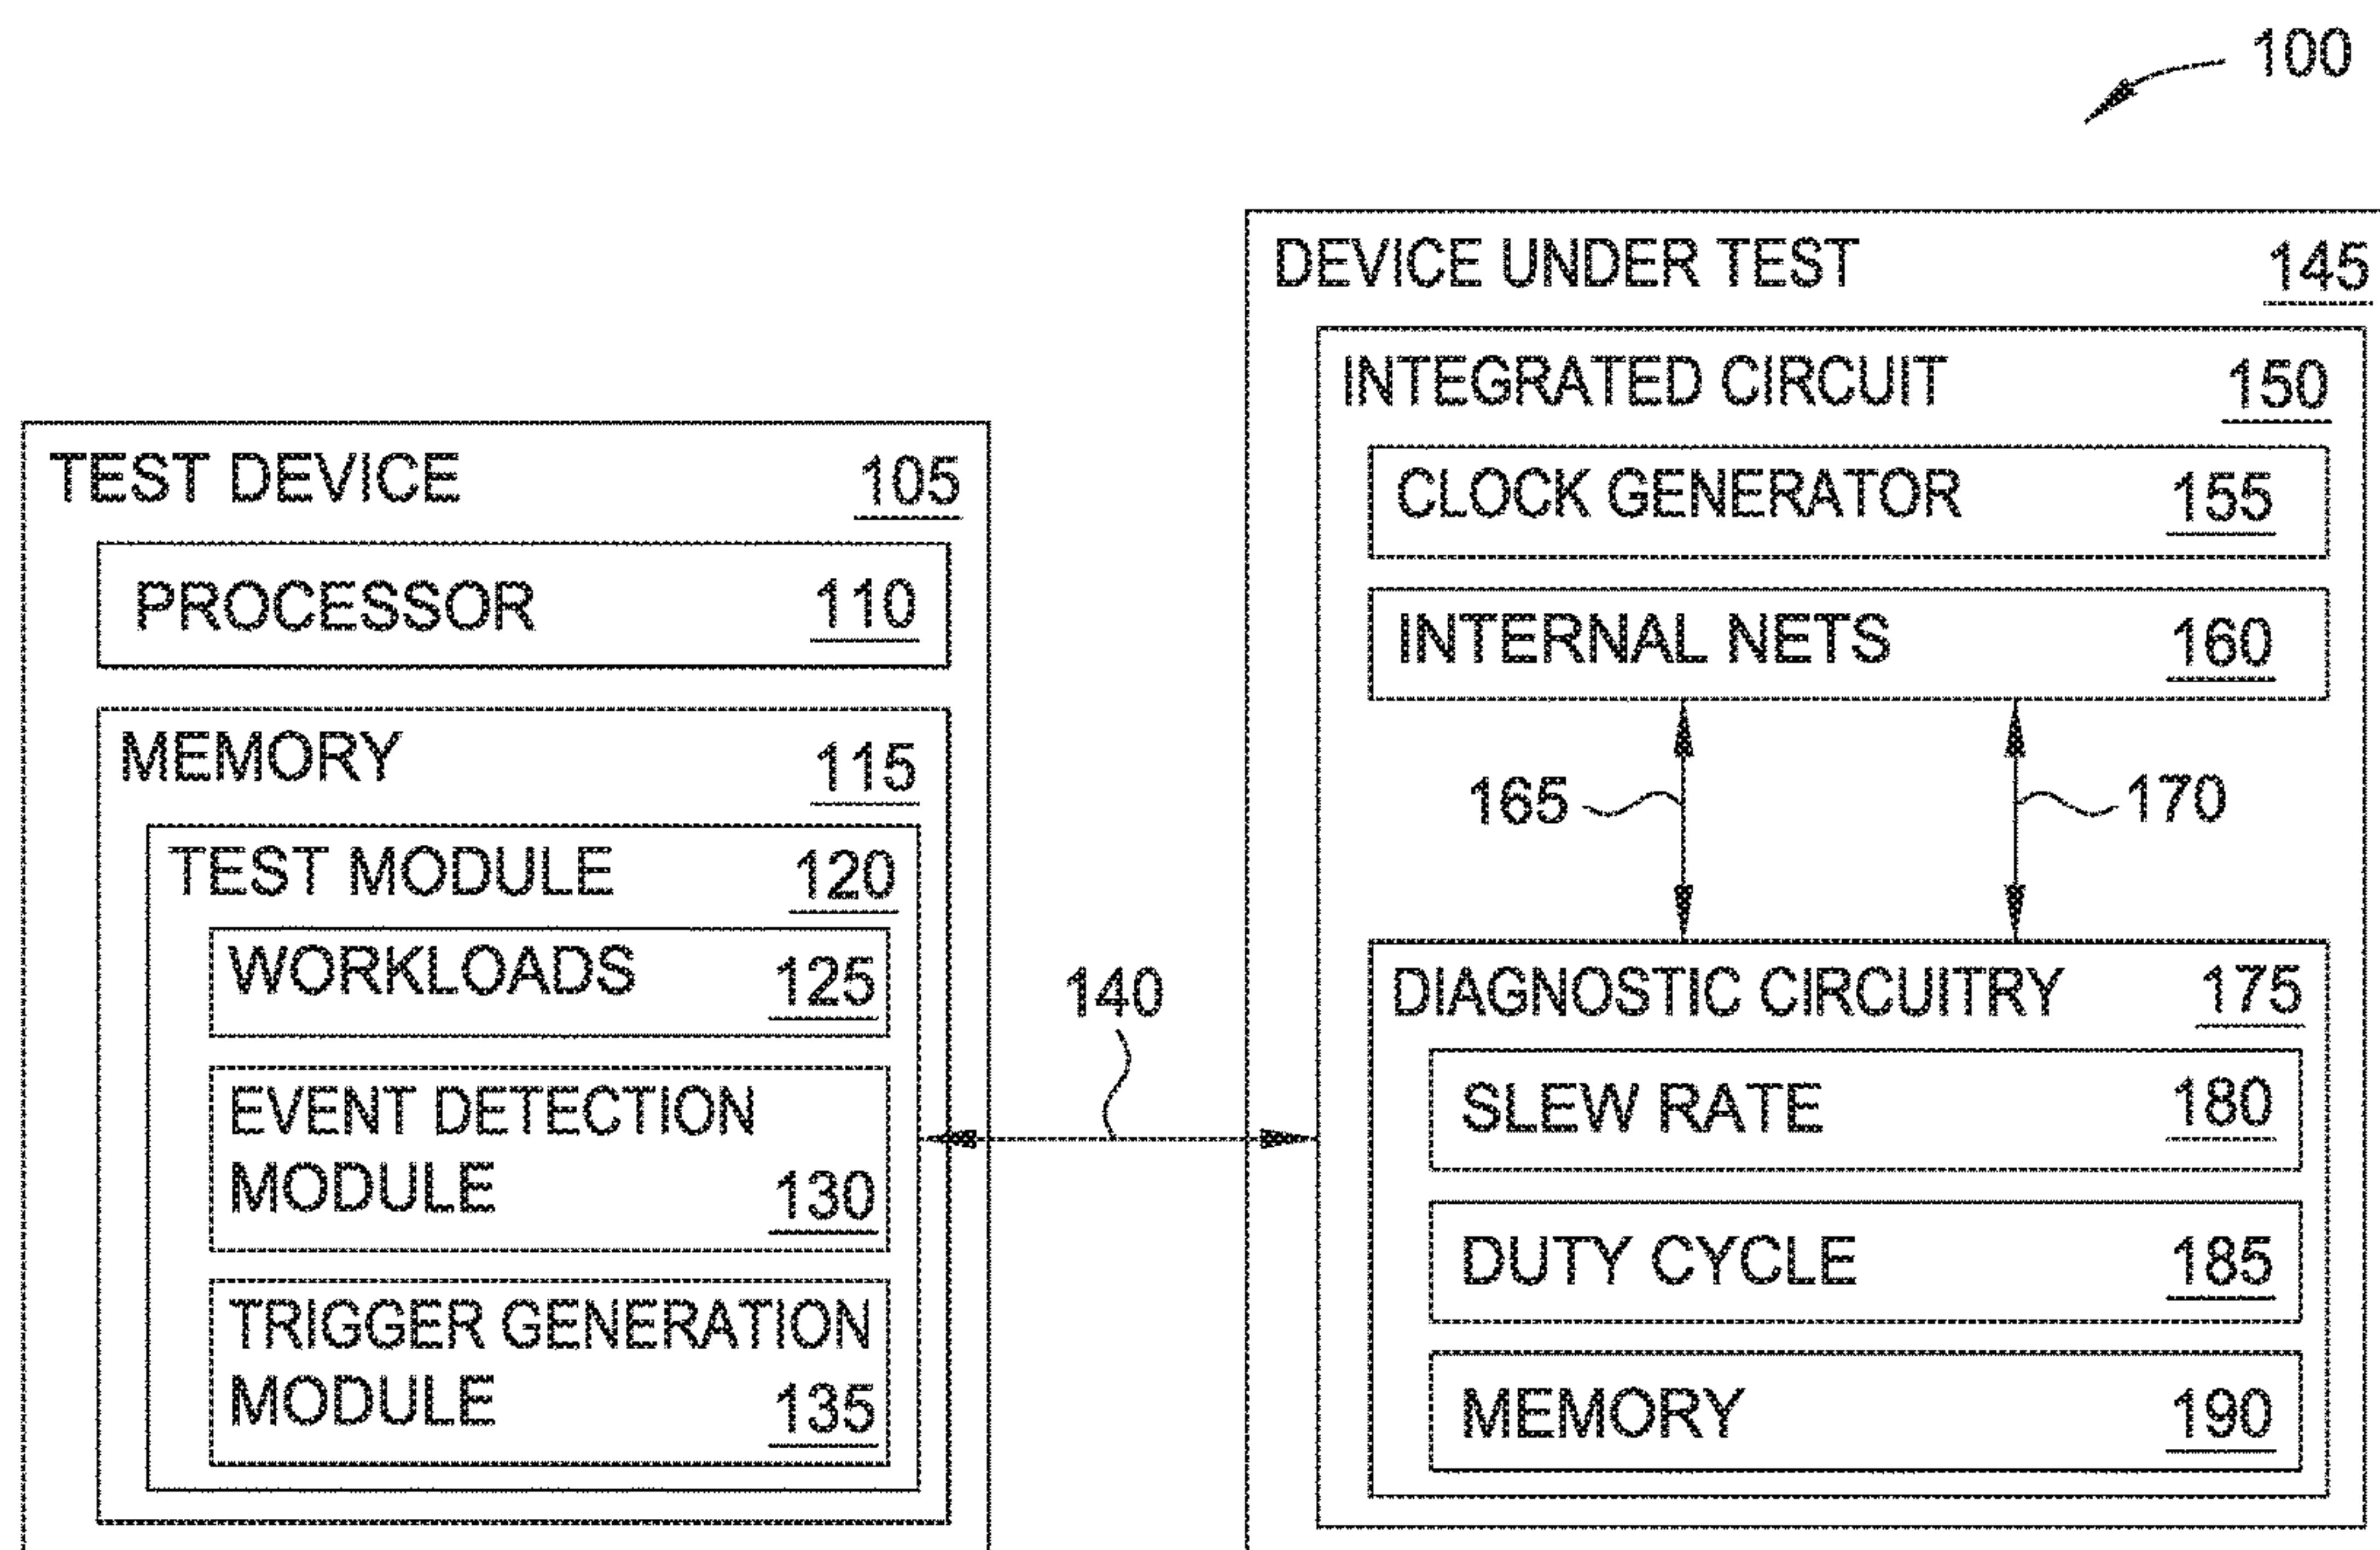 100
TEST DEVICE 105
PROCESSOR 110
MEMORY 115
TEST MODULE 120
WORKLOADS 125
EVENT DETECTION
MODULE 130
TRIGGER GENERATION
MODULE 135
140
DEVICE UNDER TEST 145
INTEGRATED CIRCUIT 150
CLOCK GENERATOR 155
INTERNAL NETS 160
165 170
DIAGNOSTIC CIRCUITRY 175
SLEW RATE 180
DUTY CYCLE 185
MEMORY 190